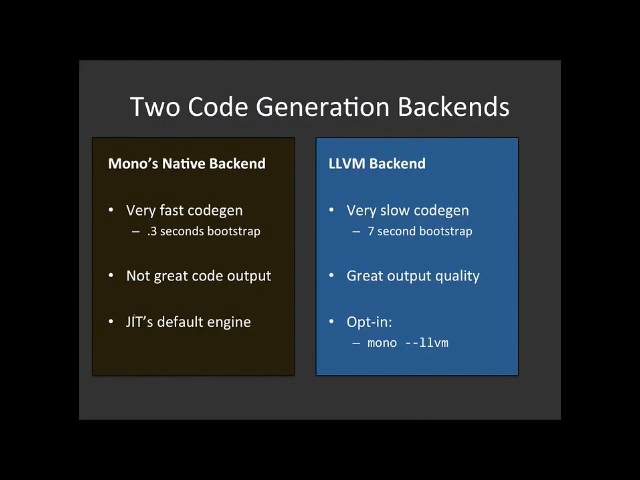 Two Code Generation Backends
Mono's Native Backend
• Very fast codegen
– .3 seconds bootstrap
• Not great code output
• JIT's default engine
LLVM Backend
• Very slow codegen
– 7 second bootstrap
• Great output quality
• Opt-in:
– mono --llvm